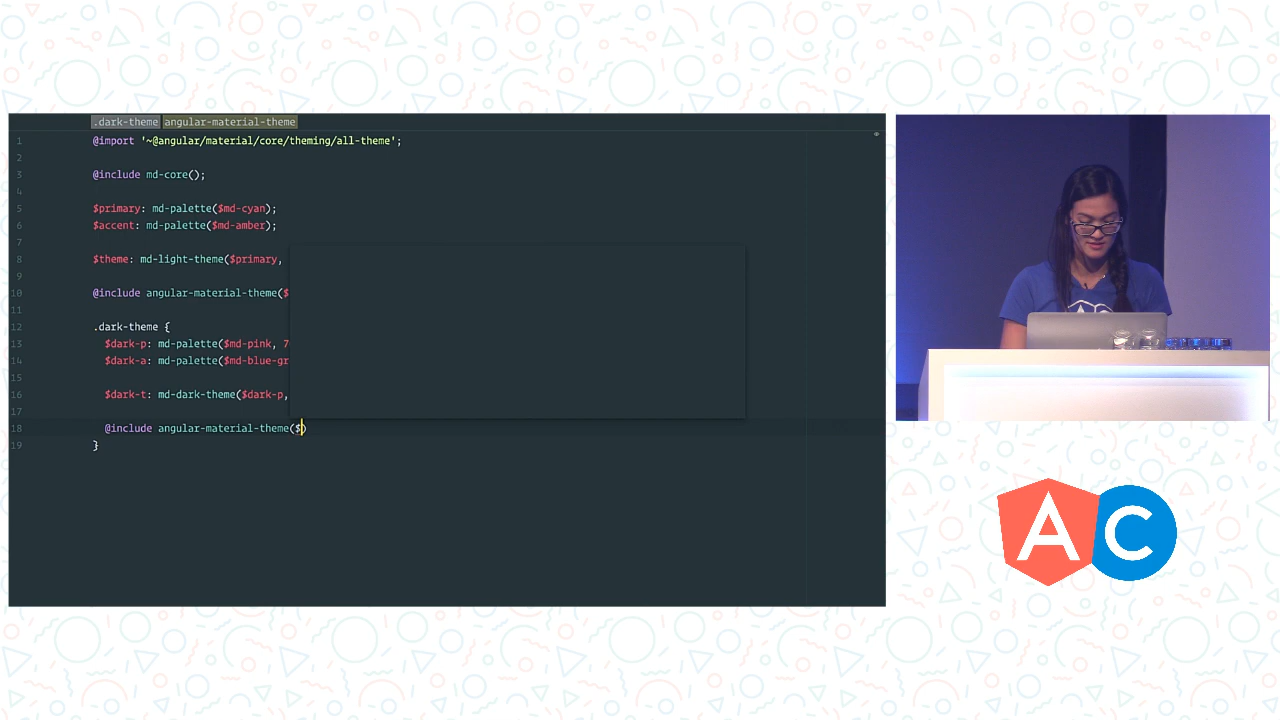 .dark-theme angular-material-theme
1 @import '~@angular/material/core/theming/all-theme';
2
3 @include md-core();
4
5 $primary: md-palette($md-cyan);
6 $accent: md-palette($md-amber);
7
8 $theme: md-light-theme($primary,
9
10 @include angular-material-theme($
11
12 .dark-theme {
13 $dark-p: md-palette($md-pink, 7
14 $dark-a: md-palette($md-blue-gr
15
16 $dark-t: md-dark-theme($dark-p,
17
18 @include angular-material-theme($)
19 }
A C